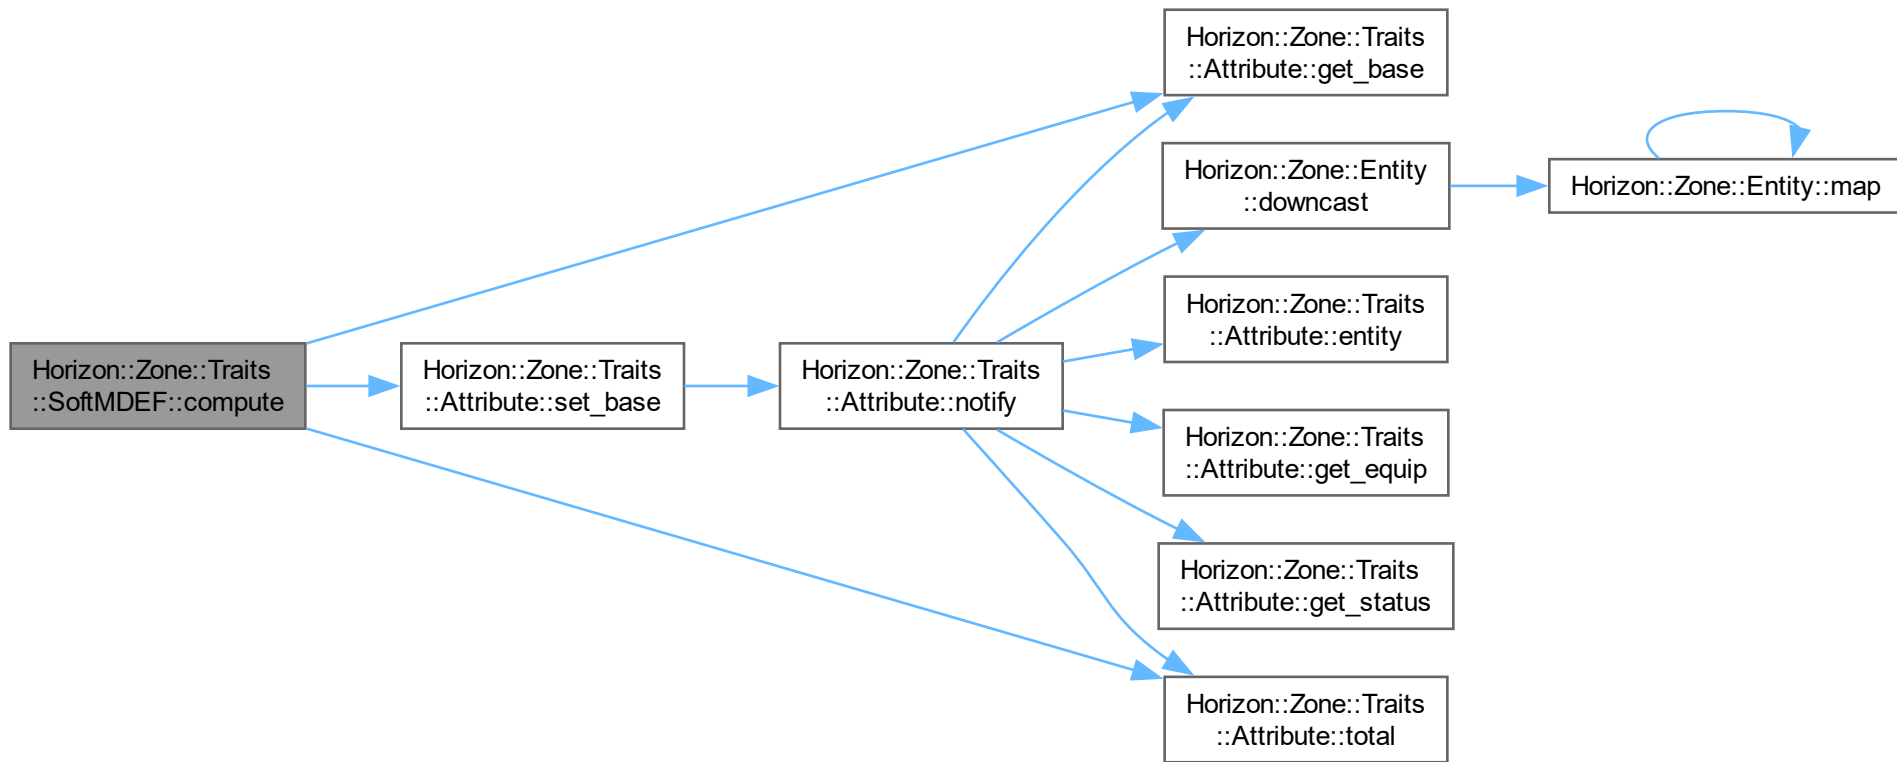 Horizon::Zone::Traits
::SoftMDEF::compute
Horizon::Zone::Traits
::Attribute::set_base
Horizon::Zone::Traits
::Attribute::notify
Horizon::Zone::Traits
::Attribute::get_base
Horizon::Zone::Entity
::downcast
Horizon::Zone::Traits
::Attribute::entity
Horizon::Zone::Traits
::Attribute::get_equip
Horizon::Zone::Traits
::Attribute::get_status
Horizon::Zone::Traits
::Attribute::total
Horizon::Zone::Entity::map